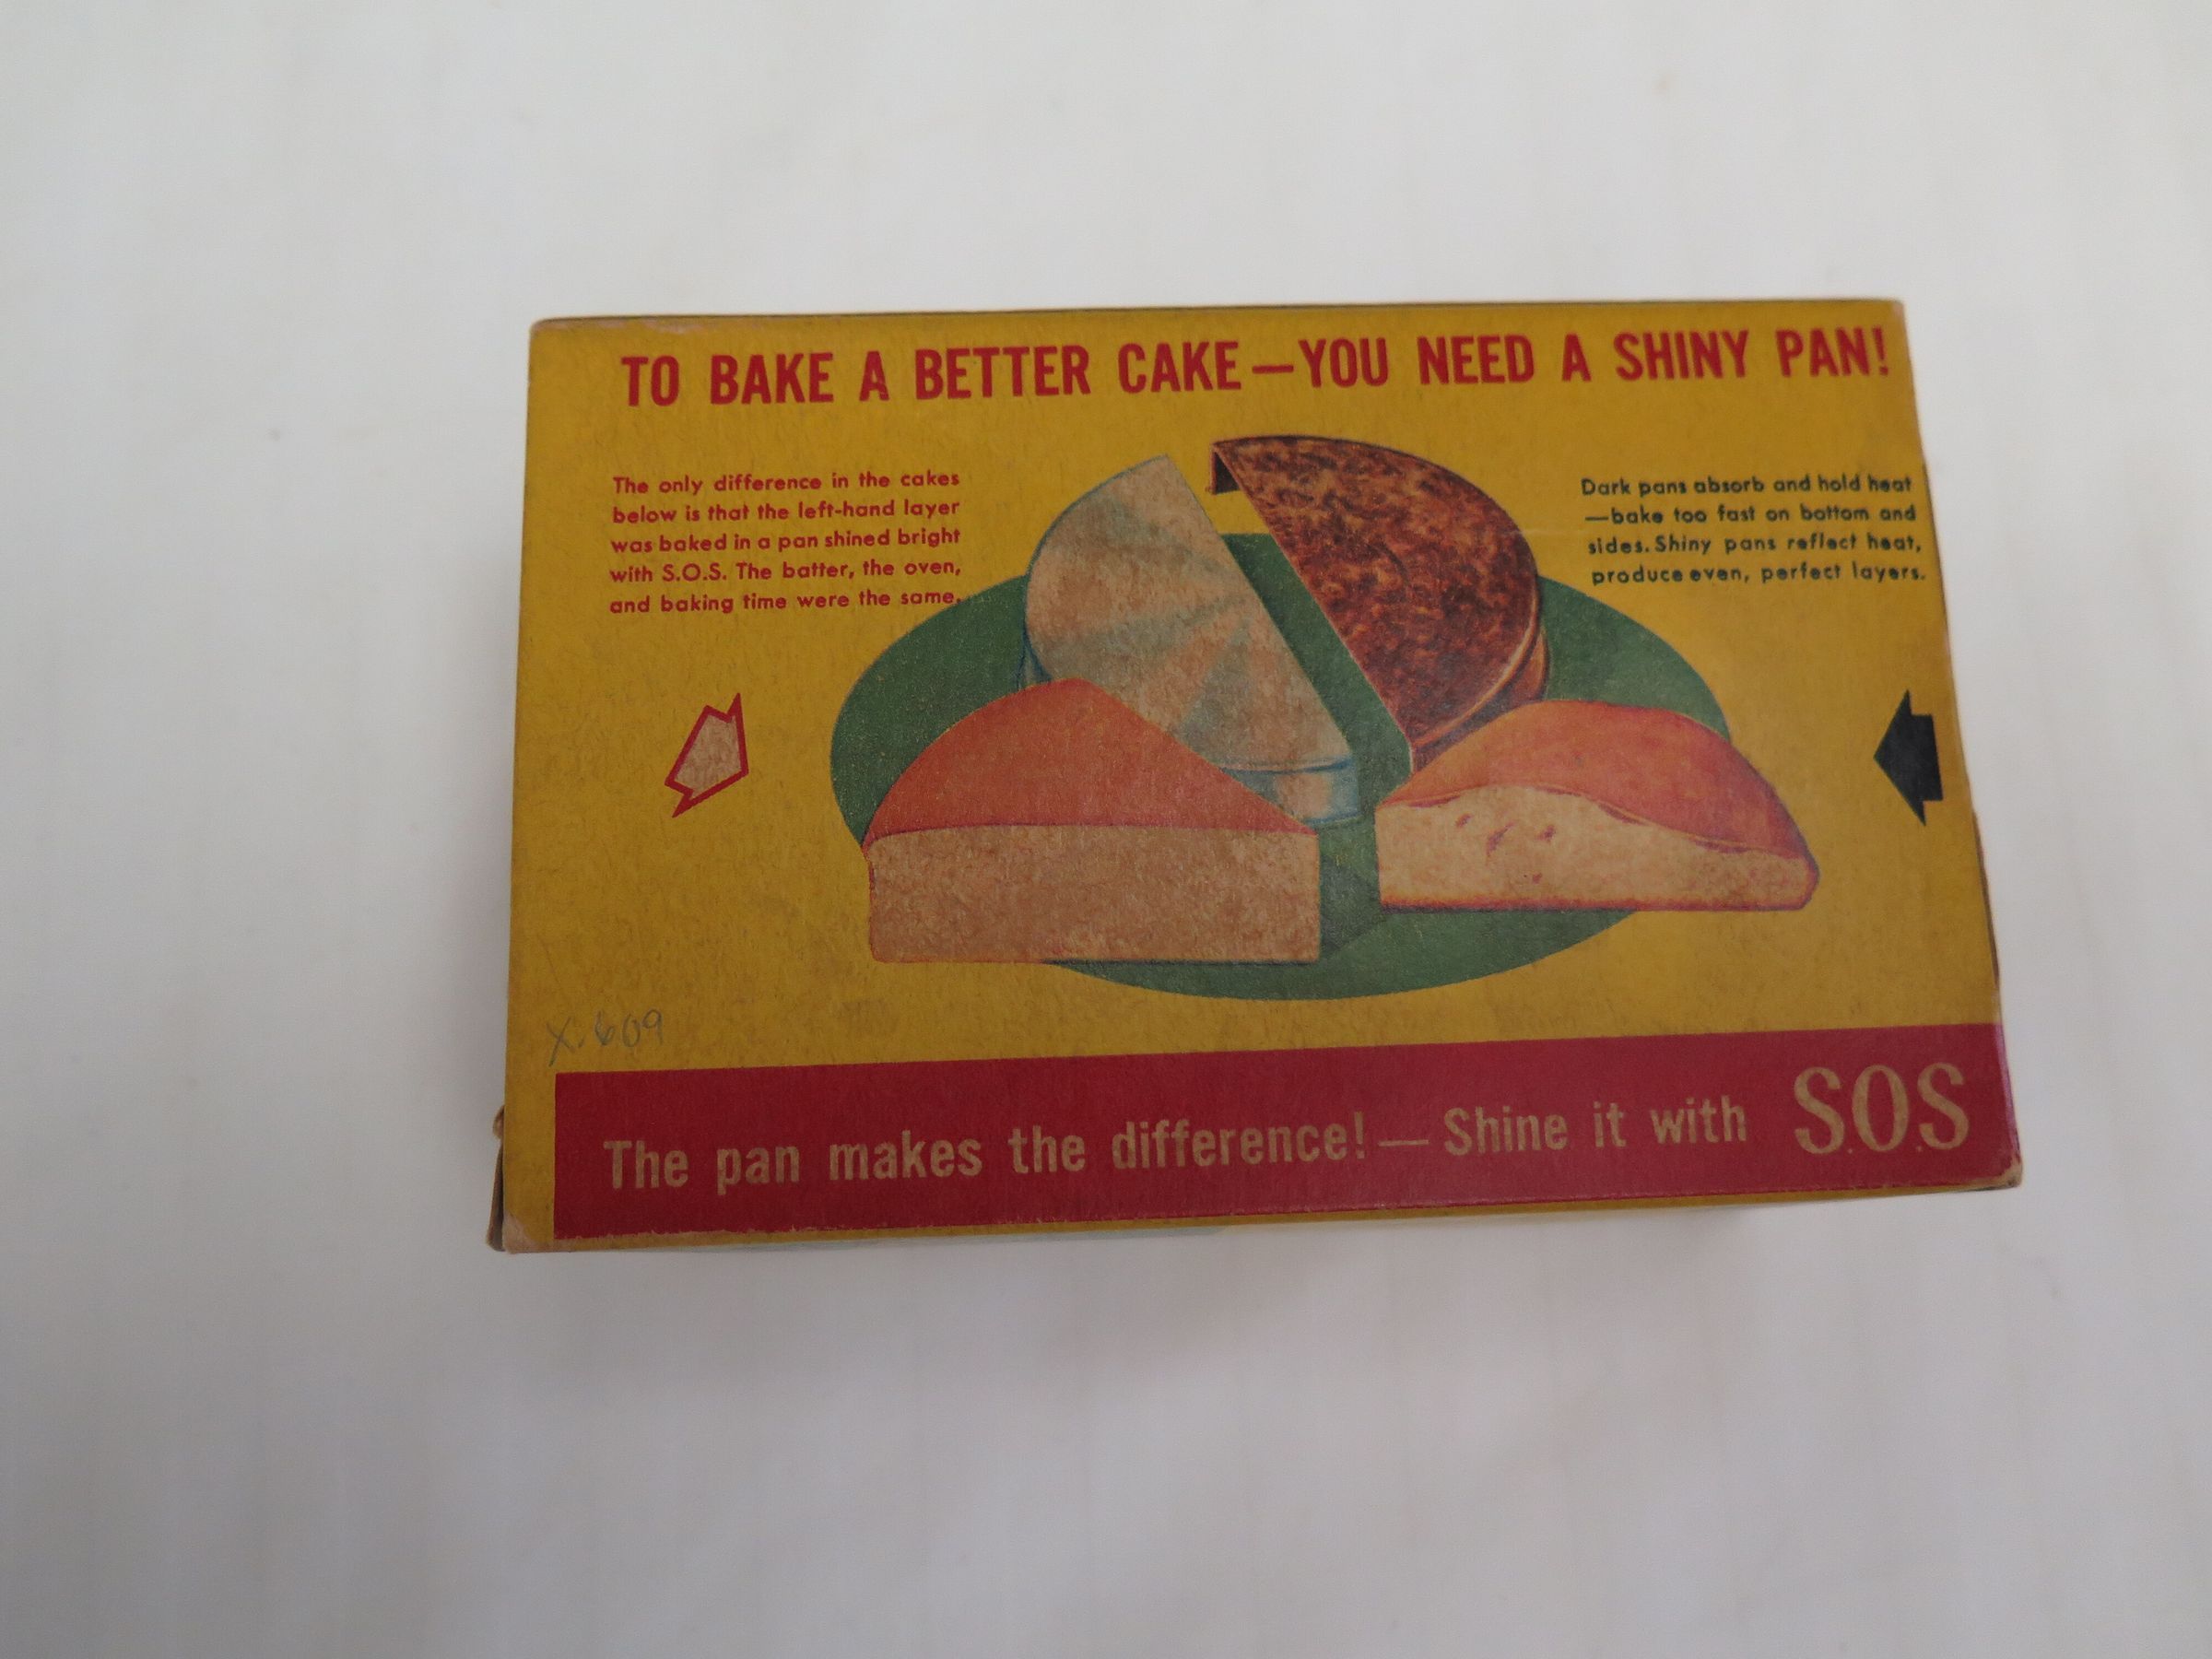 TO BAKE A BETTER CAKE—YOU NEED A SHINY PAN!
The only difference in the cakes
below is that the left-hand layer
was baked in a pan shined bright
with S.O.S. The batter, the oven,
and baking time were the same.
Dark pans absorb and hold heat
—bake too fast on bottom and
sides. Shiny pans reflect heat,
produce even, perfect layers.
X.609
The pan makes the difference!—Shine it with S.O.S